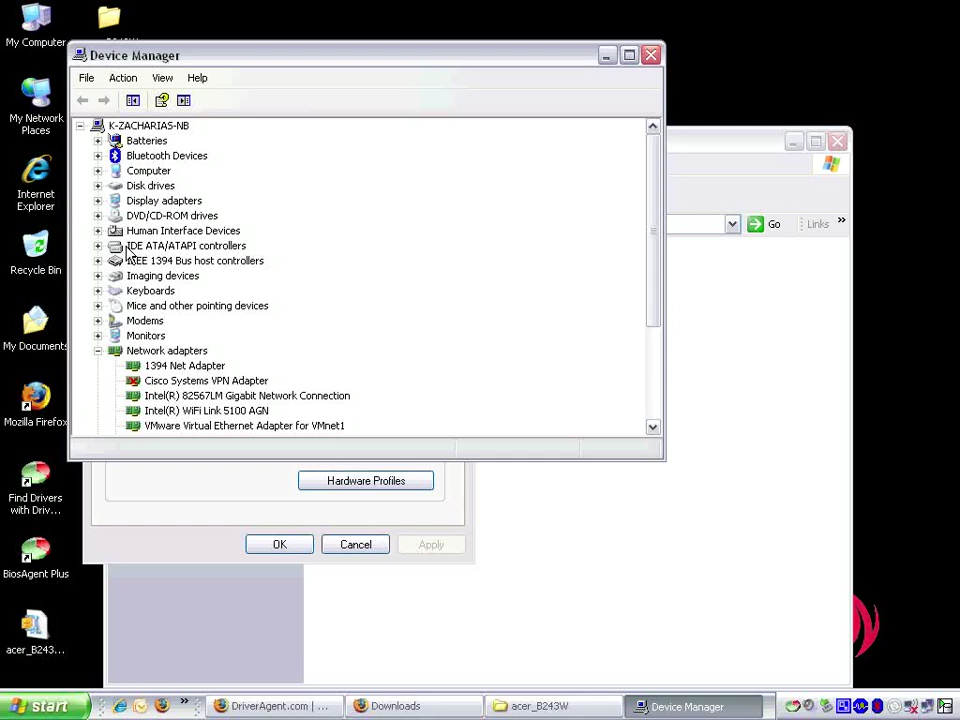 My Computer
My Network
Places
Internet
Explorer
Recycle Bin
My Documents
Mozilla Firefox
Find Drivers
with Driv...
BiosAgent Plus
acer_B243...
Device Manager
File Action View Help
K-ZACHARIAS-NB
Batteries
Bluetooth Devices
Computer
Disk drives
Display adapters
DVD/CD-ROM drives
Human Interface Devices
IDE ATA/ATAPI controllers
IEEE 1394 Bus host controllers
Imaging devices
Keyboards
Mice and other pointing devices
Modems
Monitors
Network adapters
1394 Net Adapter
Cisco Systems VPN Adapter
Intel(R) 82567LM Gigabit Network Connection
Intel(R) WiFi Link 5100 AGN
VMware Virtual Ethernet Adapter for VMnet1
Go Links »
Hardware Profiles
OK Cancel Apply
start » DriverAgent.com | ... Downloads acer_B243W Device Manager